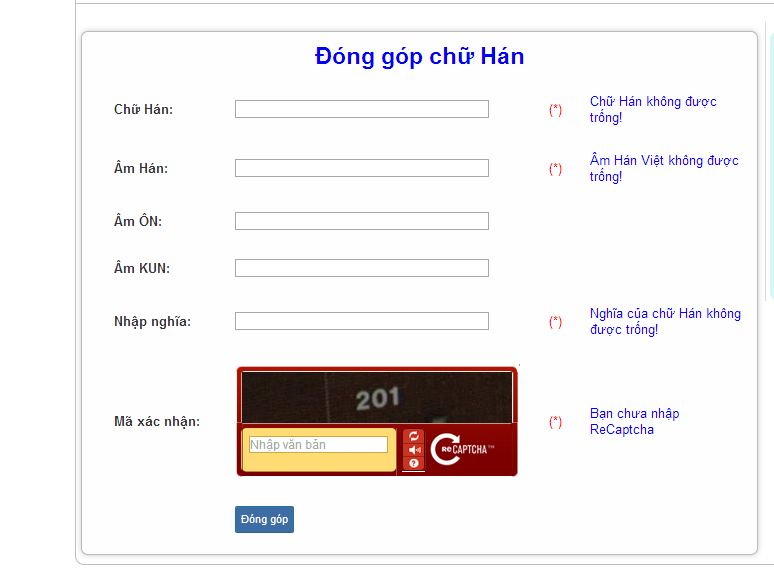 Đóng góp chữ Hán
Chữ Hán:
(*)
Chữ Hán không được
trống!
Âm Hán:
(*)
Âm Hán Việt không được
trống!
Âm ÔN:
Âm KUN:
Nhập nghĩa:
(*)
Nghĩa của chữ Hán không
được trống!
Mã xác nhận:
201
Nhập văn bản
ReCAPTCHA™
(*)
Bạn chưa nhập
ReCaptcha
Đóng góp